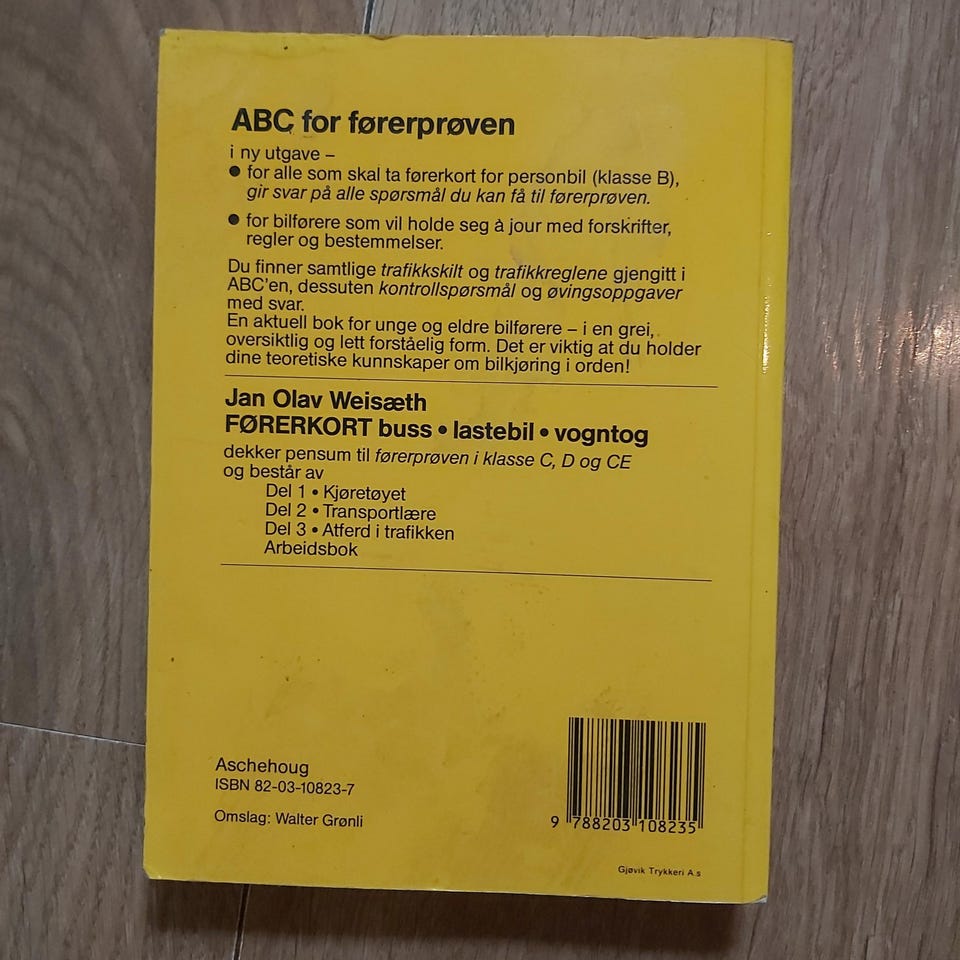 ABC for førerprøven
i ny utgave –
● for alle som skal ta førerkort for personbil (klasse B),
gir svar på alle spørsmål du kan få til førerprøven.
● for bilførere som vil holde seg à jour med forskrifter,
regler og bestemmelser.
Du finner samtlige trafikkskilt og trafikkreglene gjengitt i
ABC'en, dessuten kontrollspørsmål og øvingsoppgaver
med svar.
En aktuell bok for unge og eldre bilførere – i en grei,
oversiktlig og lett forståelig form. Det er viktig at du holder
dine teoretiske kunnskaper om bilkjøring i orden!
Jan Olav Weisæth
FØRERKORT buss • lastebil • vogntog
dekker pensum til førerprøven i klasse C, D og CE
og består av
Del 1 • Kjøretøyet
Del 2 • Transportlære
Del 3 • Atferd i trafikken
Arbeidsbok
Aschehoug
ISBN 82-03-10823-7
Omslag: Walter Grønli
9 788203 108235
Gjøvik Trykkeri A.s